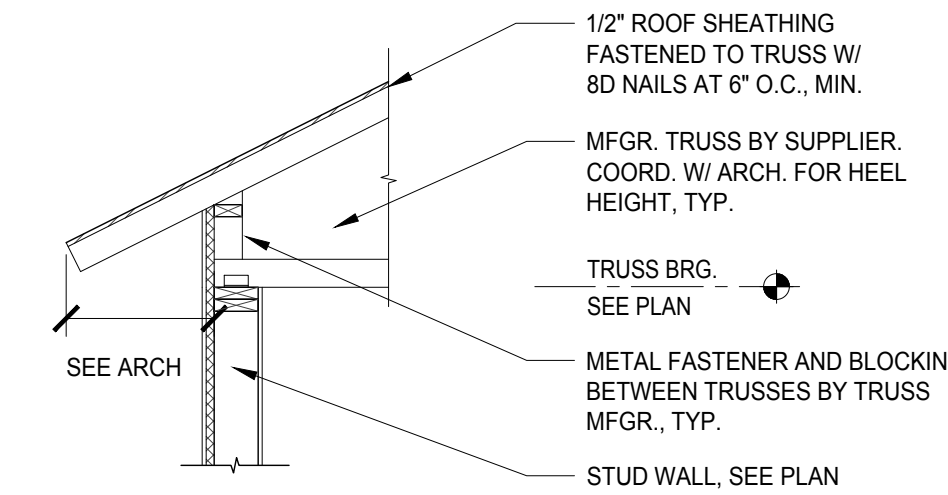 1/2" ROOF SHEATHING
FASTENED TO TRUSS W/
8D NAILS AT 6" O.C., MIN.
MFGR. TRUSS BY SUPPLIER.
COORD. W/ ARCH. FOR HEEL
HEIGHT, TYP.
TRUSS BRG.
SEE PLAN
SEE ARCH
METAL FASTENER AND BLOCKIN
BETWEEN TRUSSES BY TRUSS
MFGR., TYP.
STUD WALL, SEE PLAN